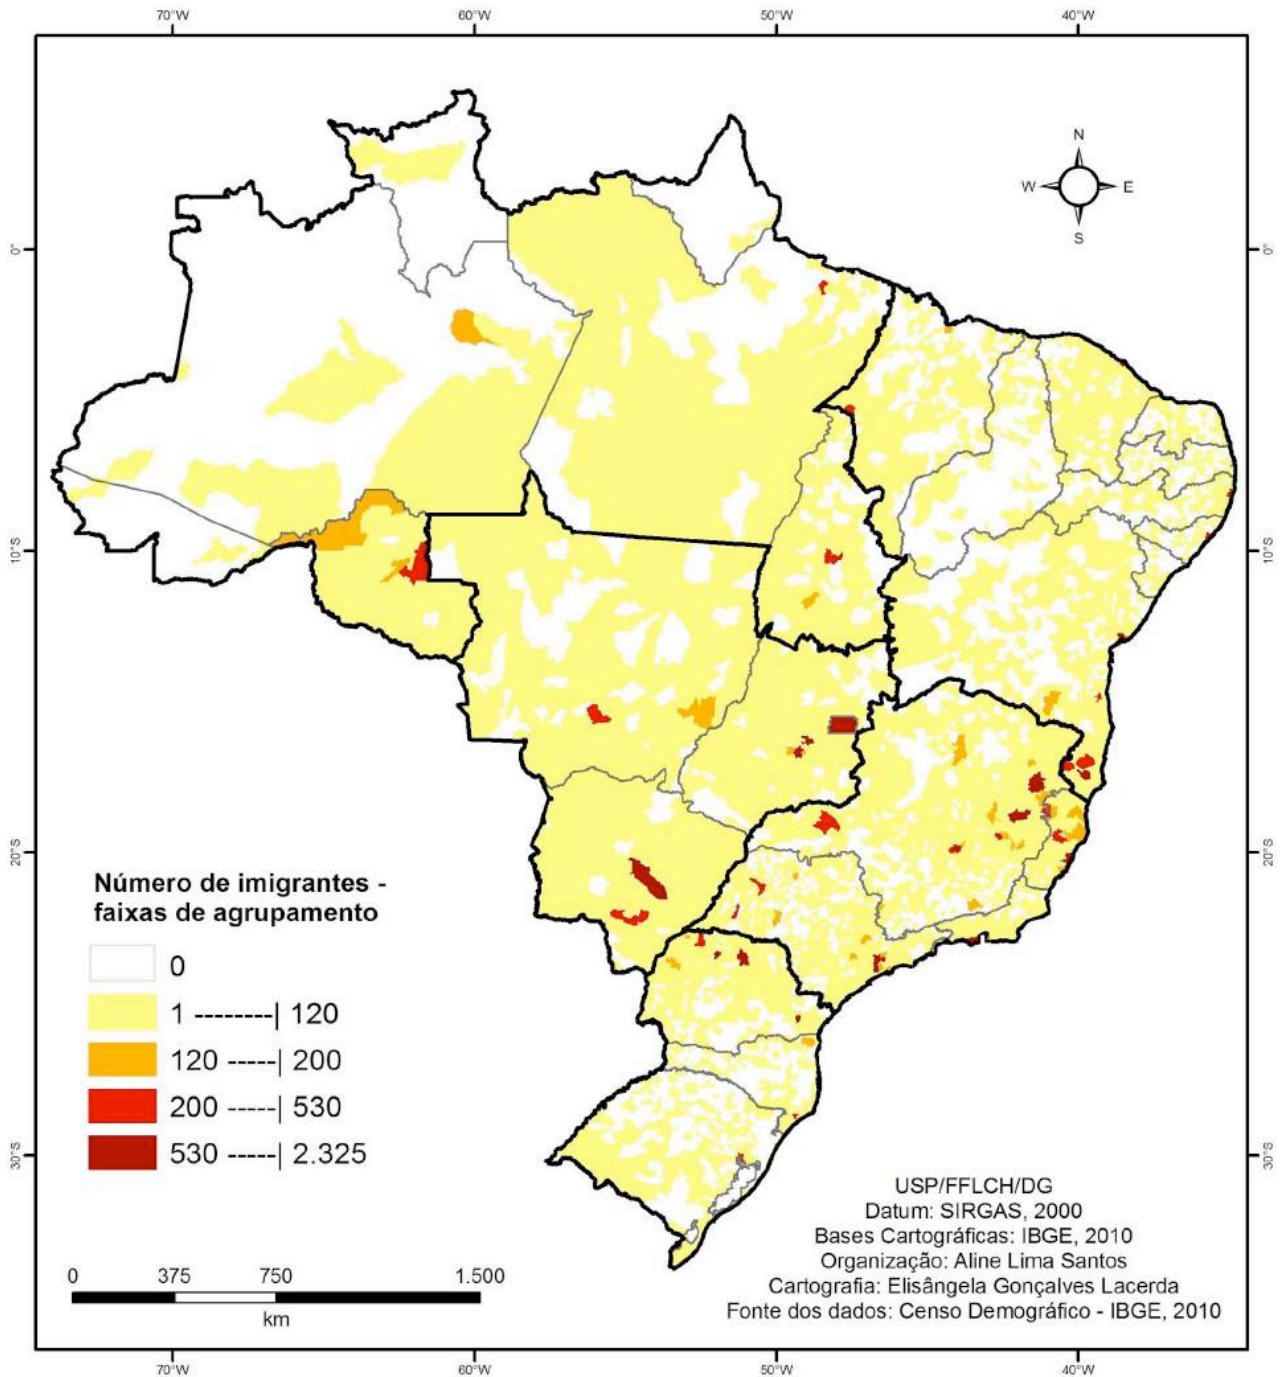 70°W 60°W 50°W 40°W
N
W E
S
0° 0°
10°S 10°S
20°S 20°S
Número de imigrantes -
faixas de agrupamento
0
1 ---------| 120
120 -----| 200
200 -----| 530
530 -----| 2.325
30°S 30°S
USP/FFLCH/DG
Datum: SIRGAS, 2000
Bases Cartográficas: IBGE, 2010
Organização: Aline Lima Santos
Cartografia: Elisângela Gonçalves Lacerda
Fonte dos dados: Censo Demográfico - IBGE, 2010
0 375 750 1.500
km
70°W 60°W 50°W 40°W